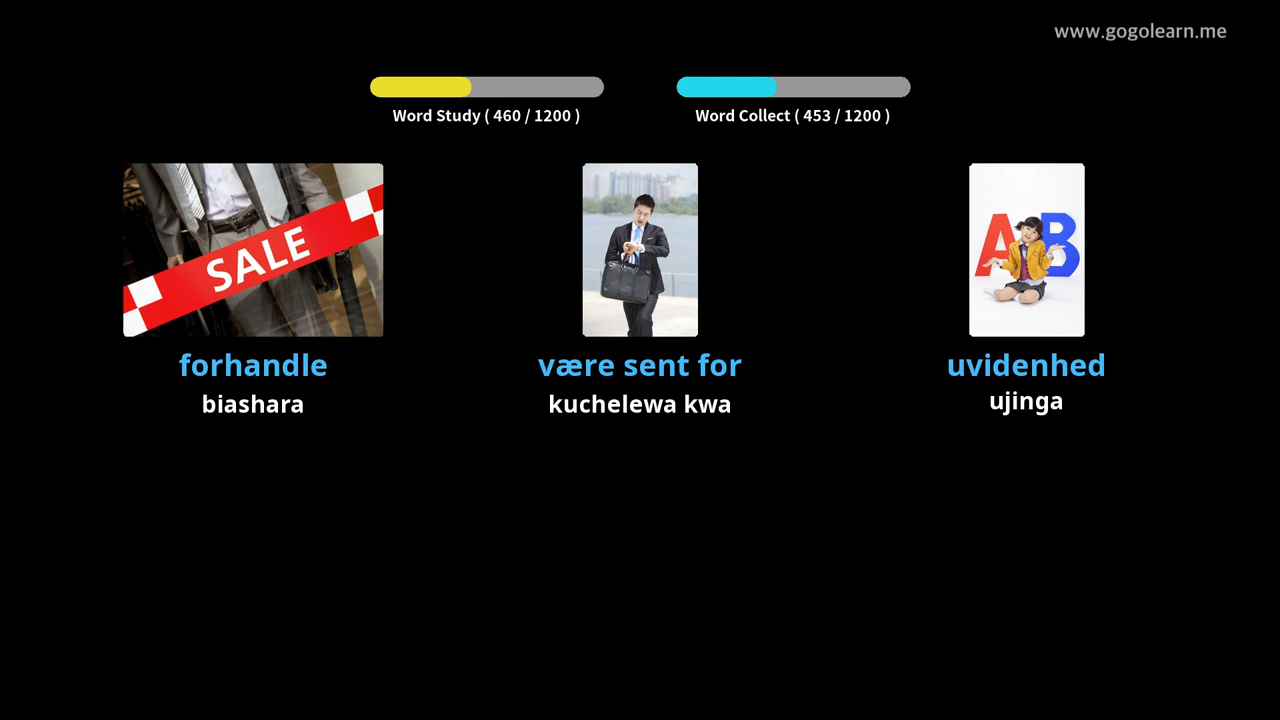 www.gogolearn.me
Word Study ( 460 / 1200 )
Word Collect ( 453 / 1200 )
SALE
A B
forhandle
være sent for
uvidenhed
biashara
kuchelewa kwa
ujinga